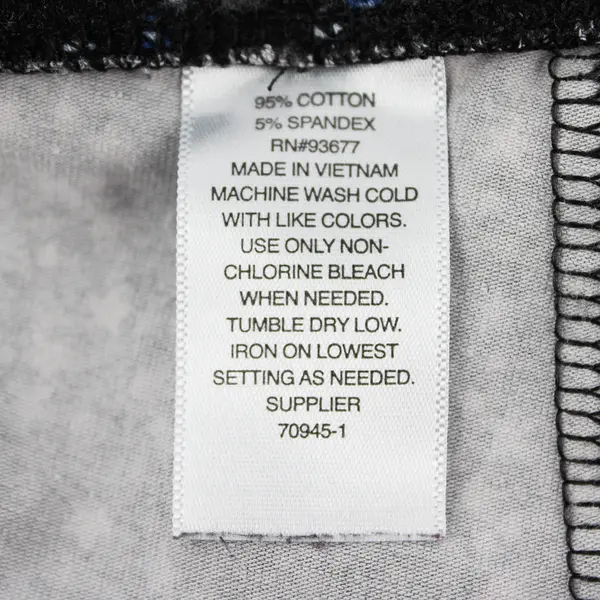 95% COTTON
5% SPANDEX
RN#93677
MADE IN VIETNAM
MACHINE WASH COLD
WITH LIKE COLORS.
USE ONLY NON-
CHLORINE BLEACH
WHEN NEEDED.
TUMBLE DRY LOW.
IRON ON LOWEST
SETTING AS NEEDED.
SUPPLIER
70945-1